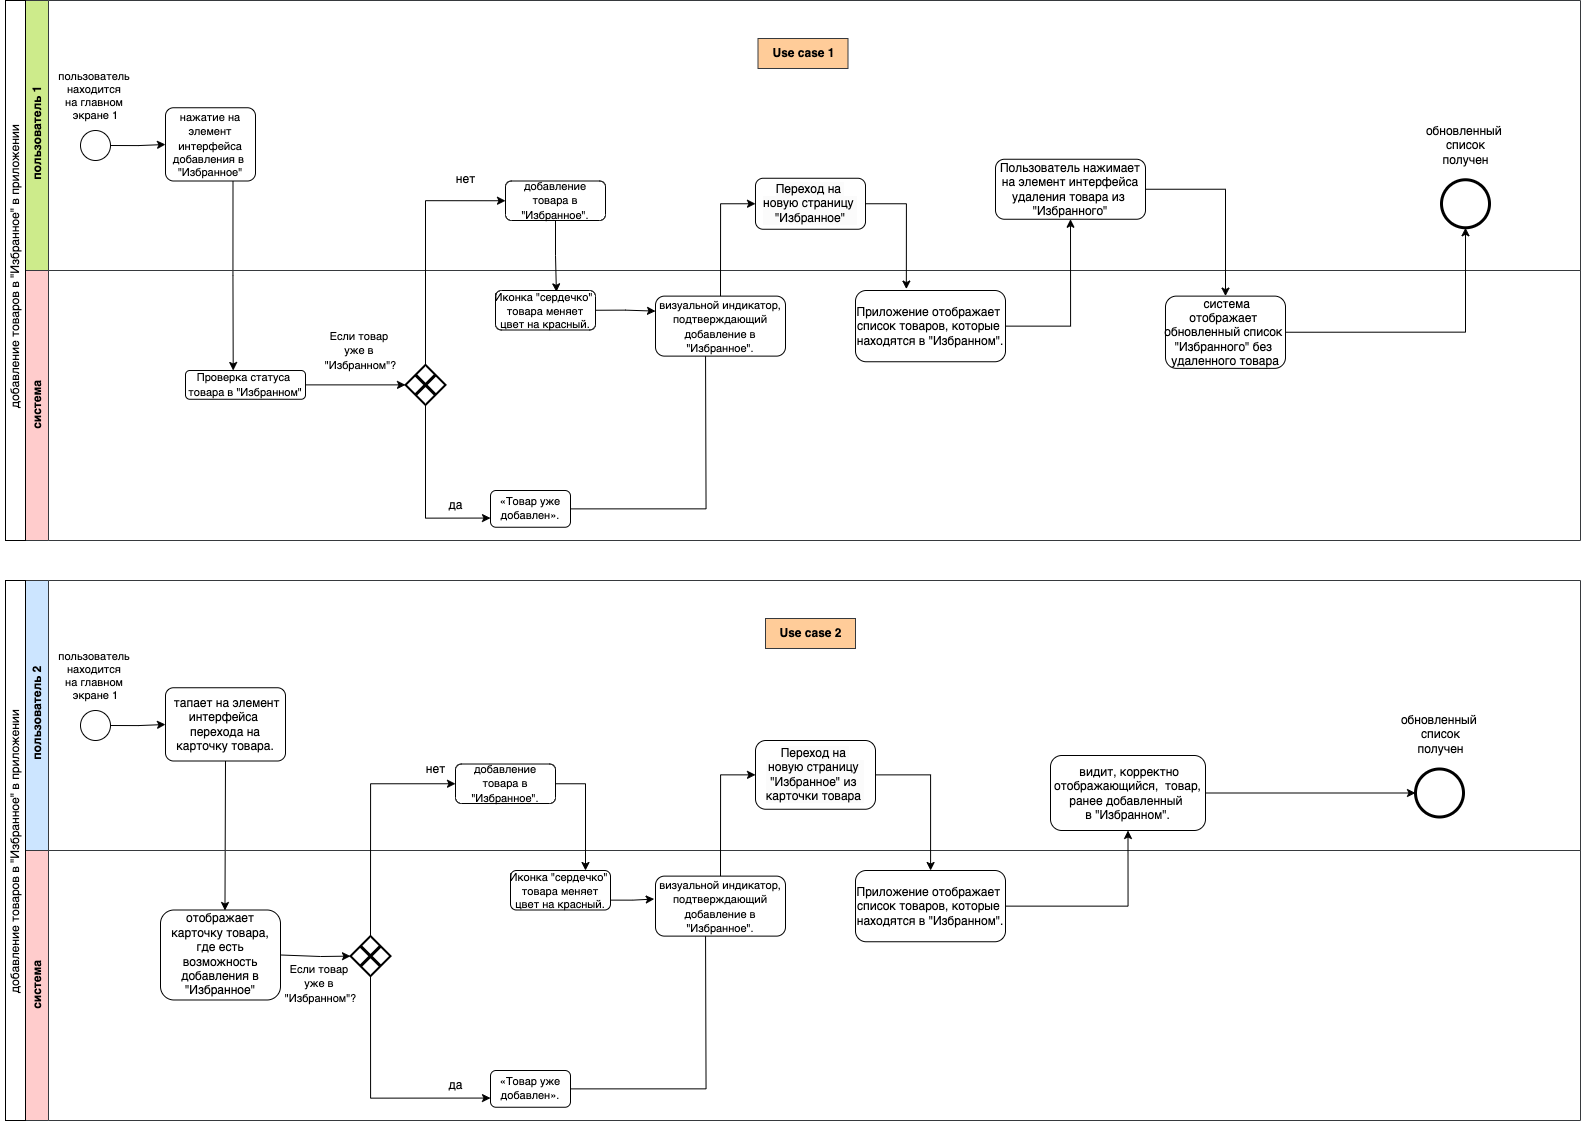 добавление товаров в "Избранное" в приложении
пользователь 1
система
Use case 1
пользователь
находится
на главном
экране 1
нажатие на
элемент
интерфейса
добавления в
"Избранное"
Проверка статуса
товара в "Избранном"
Если товар
уже в
"Избранном"?
нет
добавление
товара в
"Избранное".
Иконка "сердечко"
товара меняет
цвет на красный.
да
«Товар уже
добавлен».
визуальной индикатор,
подтверждающий
добавление в
"Избранное".
Переход на
новую страницу
"Избранное"
Приложение отображает
список товаров, которые
находятся в "Избранном".
Пользователь нажимает
на элемент интерфейса
удаления товара из
"Избранного"
система
отображает
обновленный список
"Избранного" без
удаленного товара
обновленный
список
получен
добавление товаров в "Избранное" в приложении
пользователь 2
система
Use case 2
пользователь
находится
на главном
экране 1
тапает на элемент
интерфейса
перехода на
карточку товара.
отображает
карточку товара,
где есть
возможность
добавления в
"Избранное"
Если товар
уже в
"Избранном"?
нет
добавление
товара в
"Избранное".
Иконка "сердечко"
товара меняет
цвет на красный.
да
«Товар уже
добавлен».
визуальной индикатор,
подтверждающий
добавление в
"Избранное".
Переход на
новую страницу
"Избранное" из
карточки товара
Приложение отображает
список товаров, которые
находятся в "Избранном".
видит, корректно
отображающийся, товар,
ранее добавленный
в "Избранном".
обновленный
список
получен